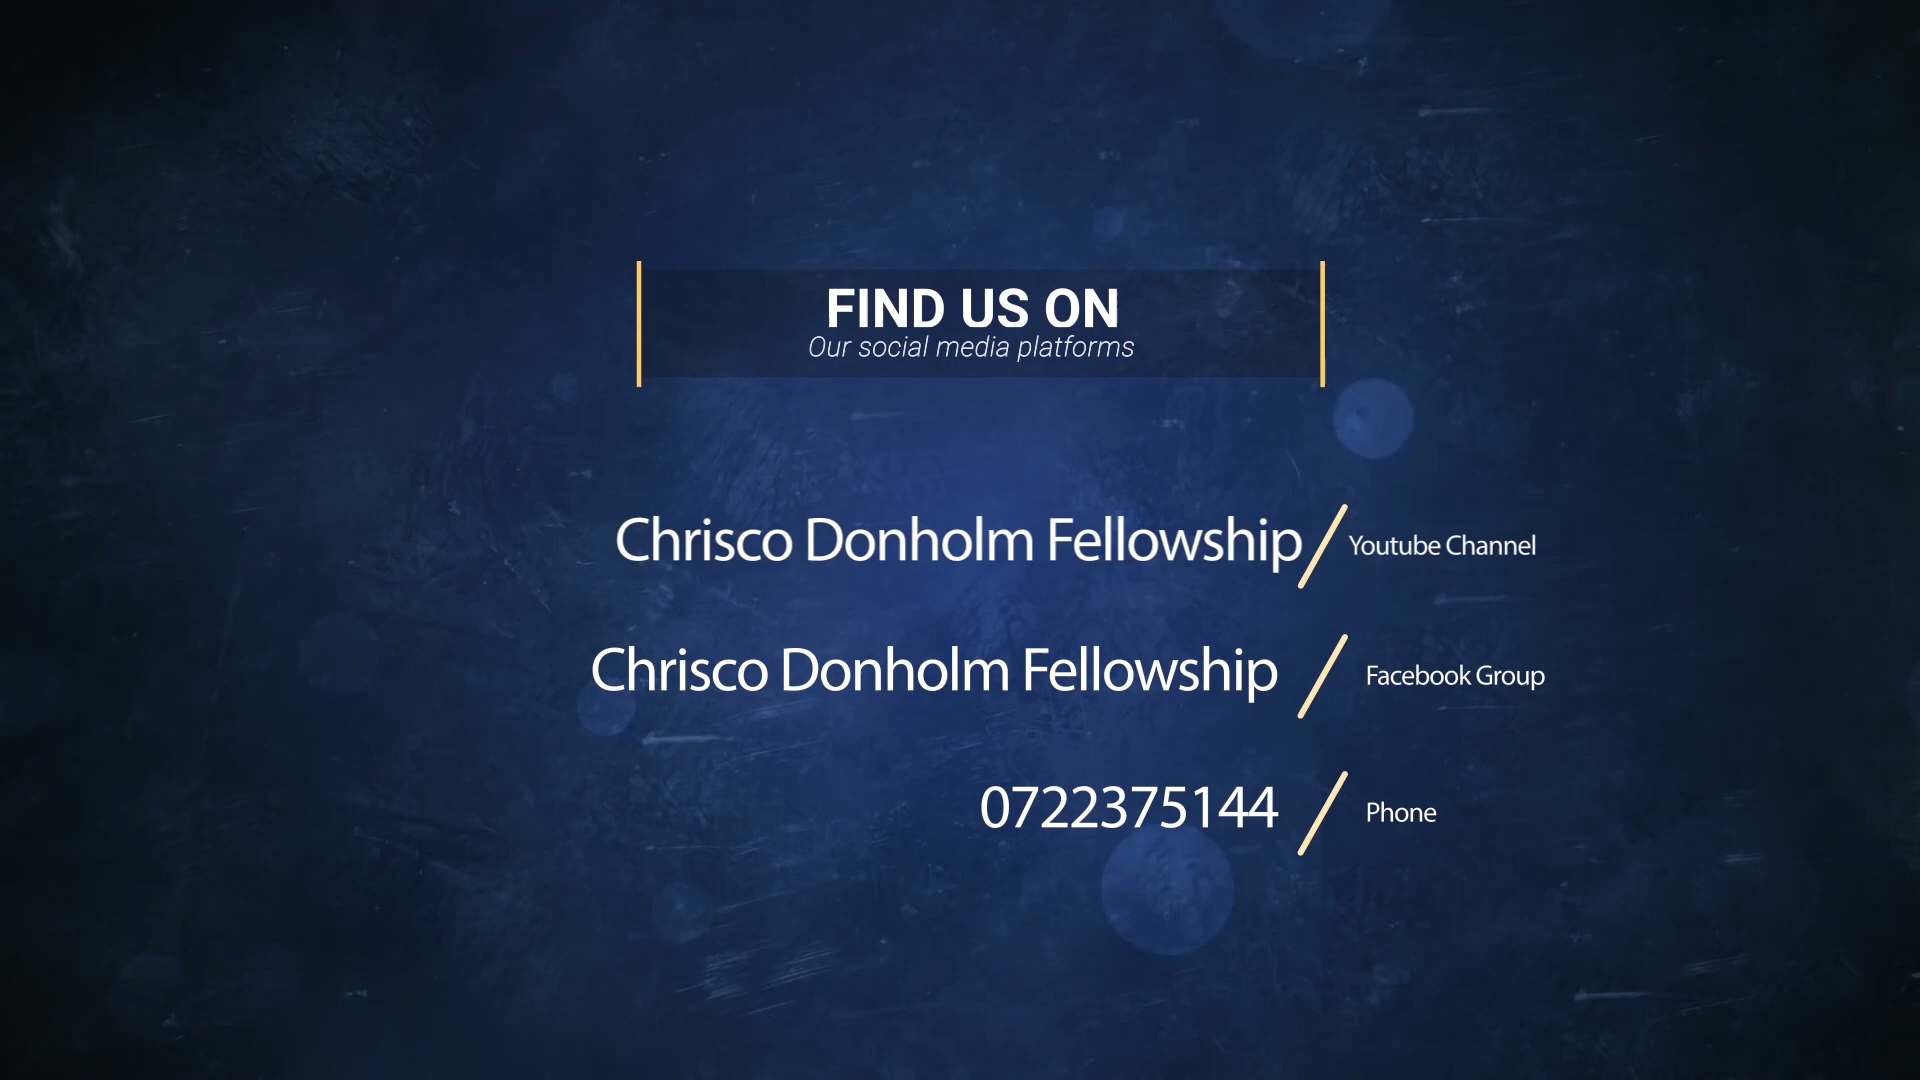 FIND US ON
Our social media platforms
Chrisco Donholm Fellowship / Youtube Channel
Chrisco Donholm Fellowship / Facebook Group
0722375144 / Phone